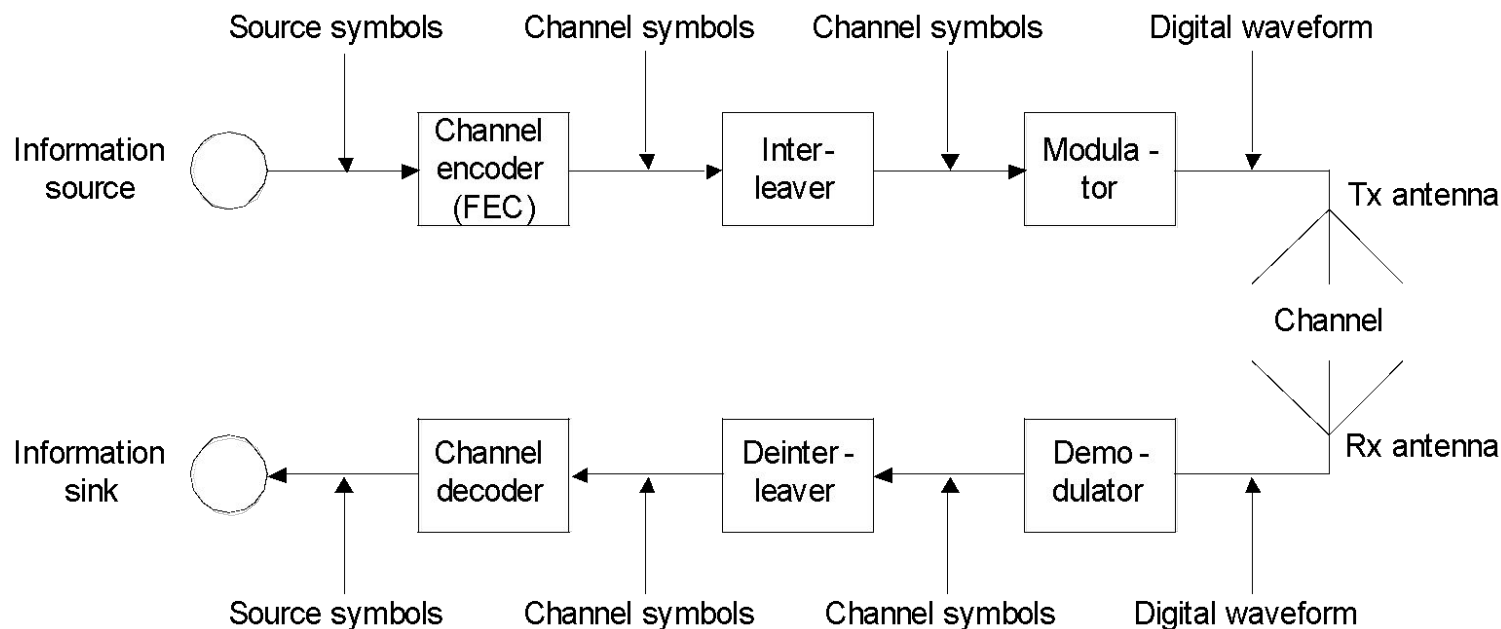 Source symbols
Channel symbols
Channel symbols
Digital waveform
Information
source
Channel
encoder
(FEC)
Inter-
leaver
Modula -
tor
Tx antenna
Channel
Information
sink
Channel
decoder
Deinter -
leaver
Demo -
dulator
Rx antenna
Source symbols
Channel symbols
Channel symbols
Digital waveform